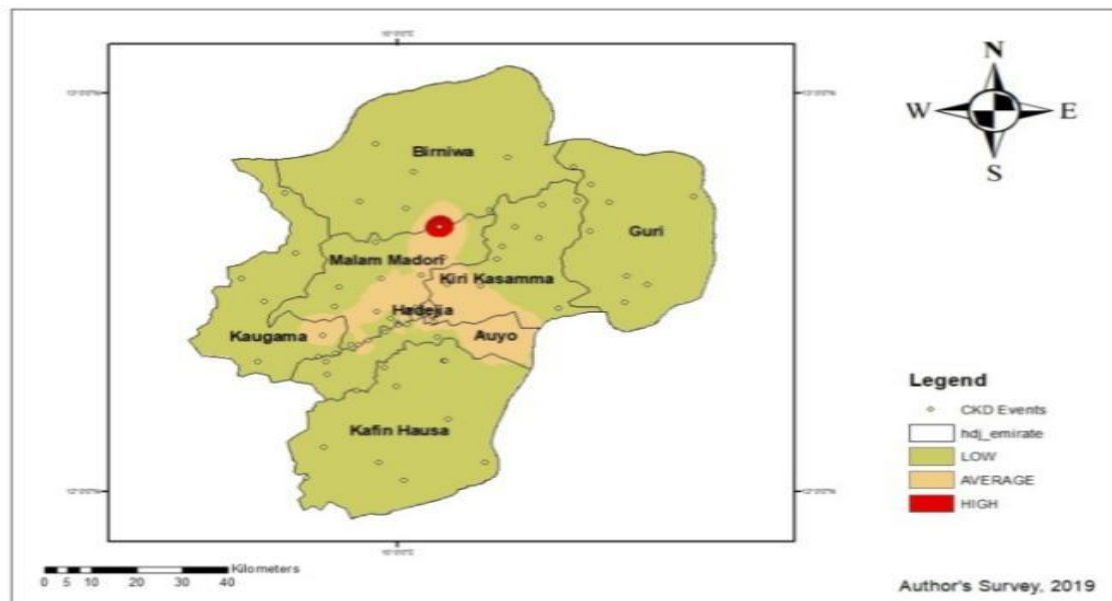 N
W
E
S
Birniwa
Guri
Malam Madori
Kiri Kasamma
Hadejia
Kaugama
Auyo
Kafin Hausa
Legend
CKD Events
hdj_emirate
LOW
AVERAGE
HIGH
Kilometers
0 5 10 20 30 40
Author's Survey, 2019